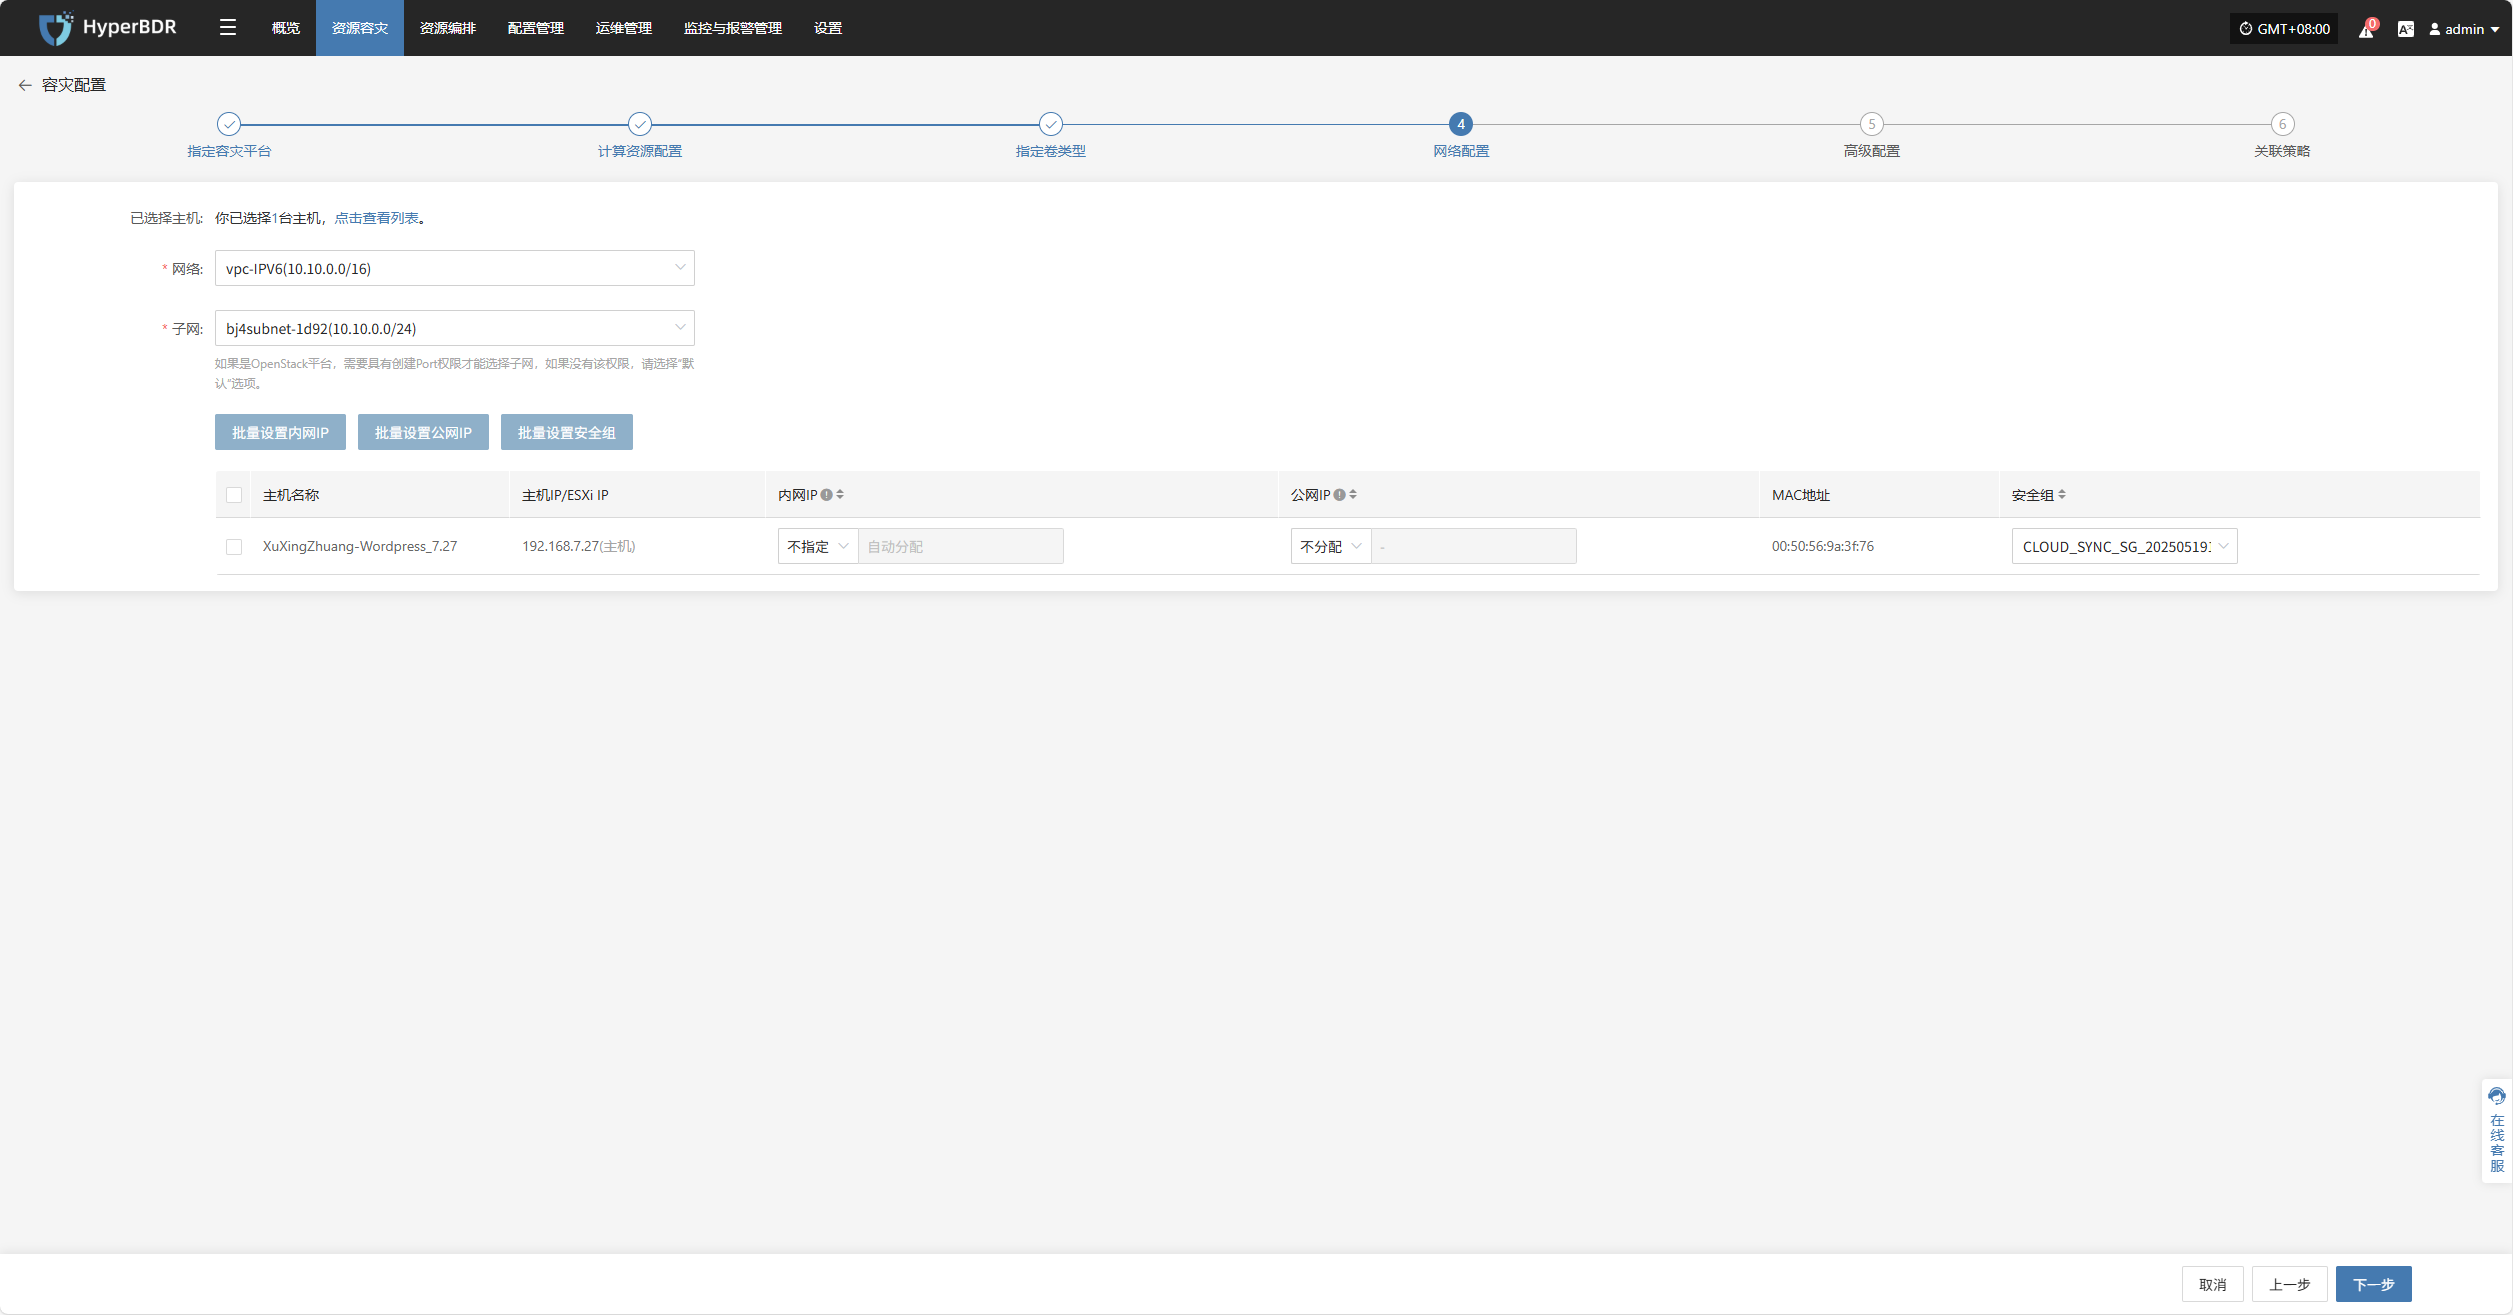 HyperBDR
概览 资源容灾 资源编排 配置管理 运维管理 监控与报警管理 设置
GMT+08:00 0 admin
容灾配置
4 5 6
指定容灾平台 计算资源配置 指定卷类型 网络配置 高级配置 关联策略
已选择主机: 你已选择1台主机，点击查看列表。
* 网络: vpc-IPV6(10.10.0.0/16)
* 子网: bj4subnet-1d92(10.10.0.0/24)
如果是OpenStack平台，需要具有创建Port权限才能选择子网，如果没有该权限，请选择“默
认”选项。
批量设置内网IP 批量设置公网IP 批量设置安全组
主机名称 主机IP/ESXi IP 内网IP 公网IP MAC地址 安全组
XuXingZhuang-Wordpress_7.27 192.168.7.27(主机) 不指定 自动分配 不分配 - 00:50:56:9a:3f:76 CLOUD_SYNC_SG_20250519
在
线
客
服
取消 上一步 下一步